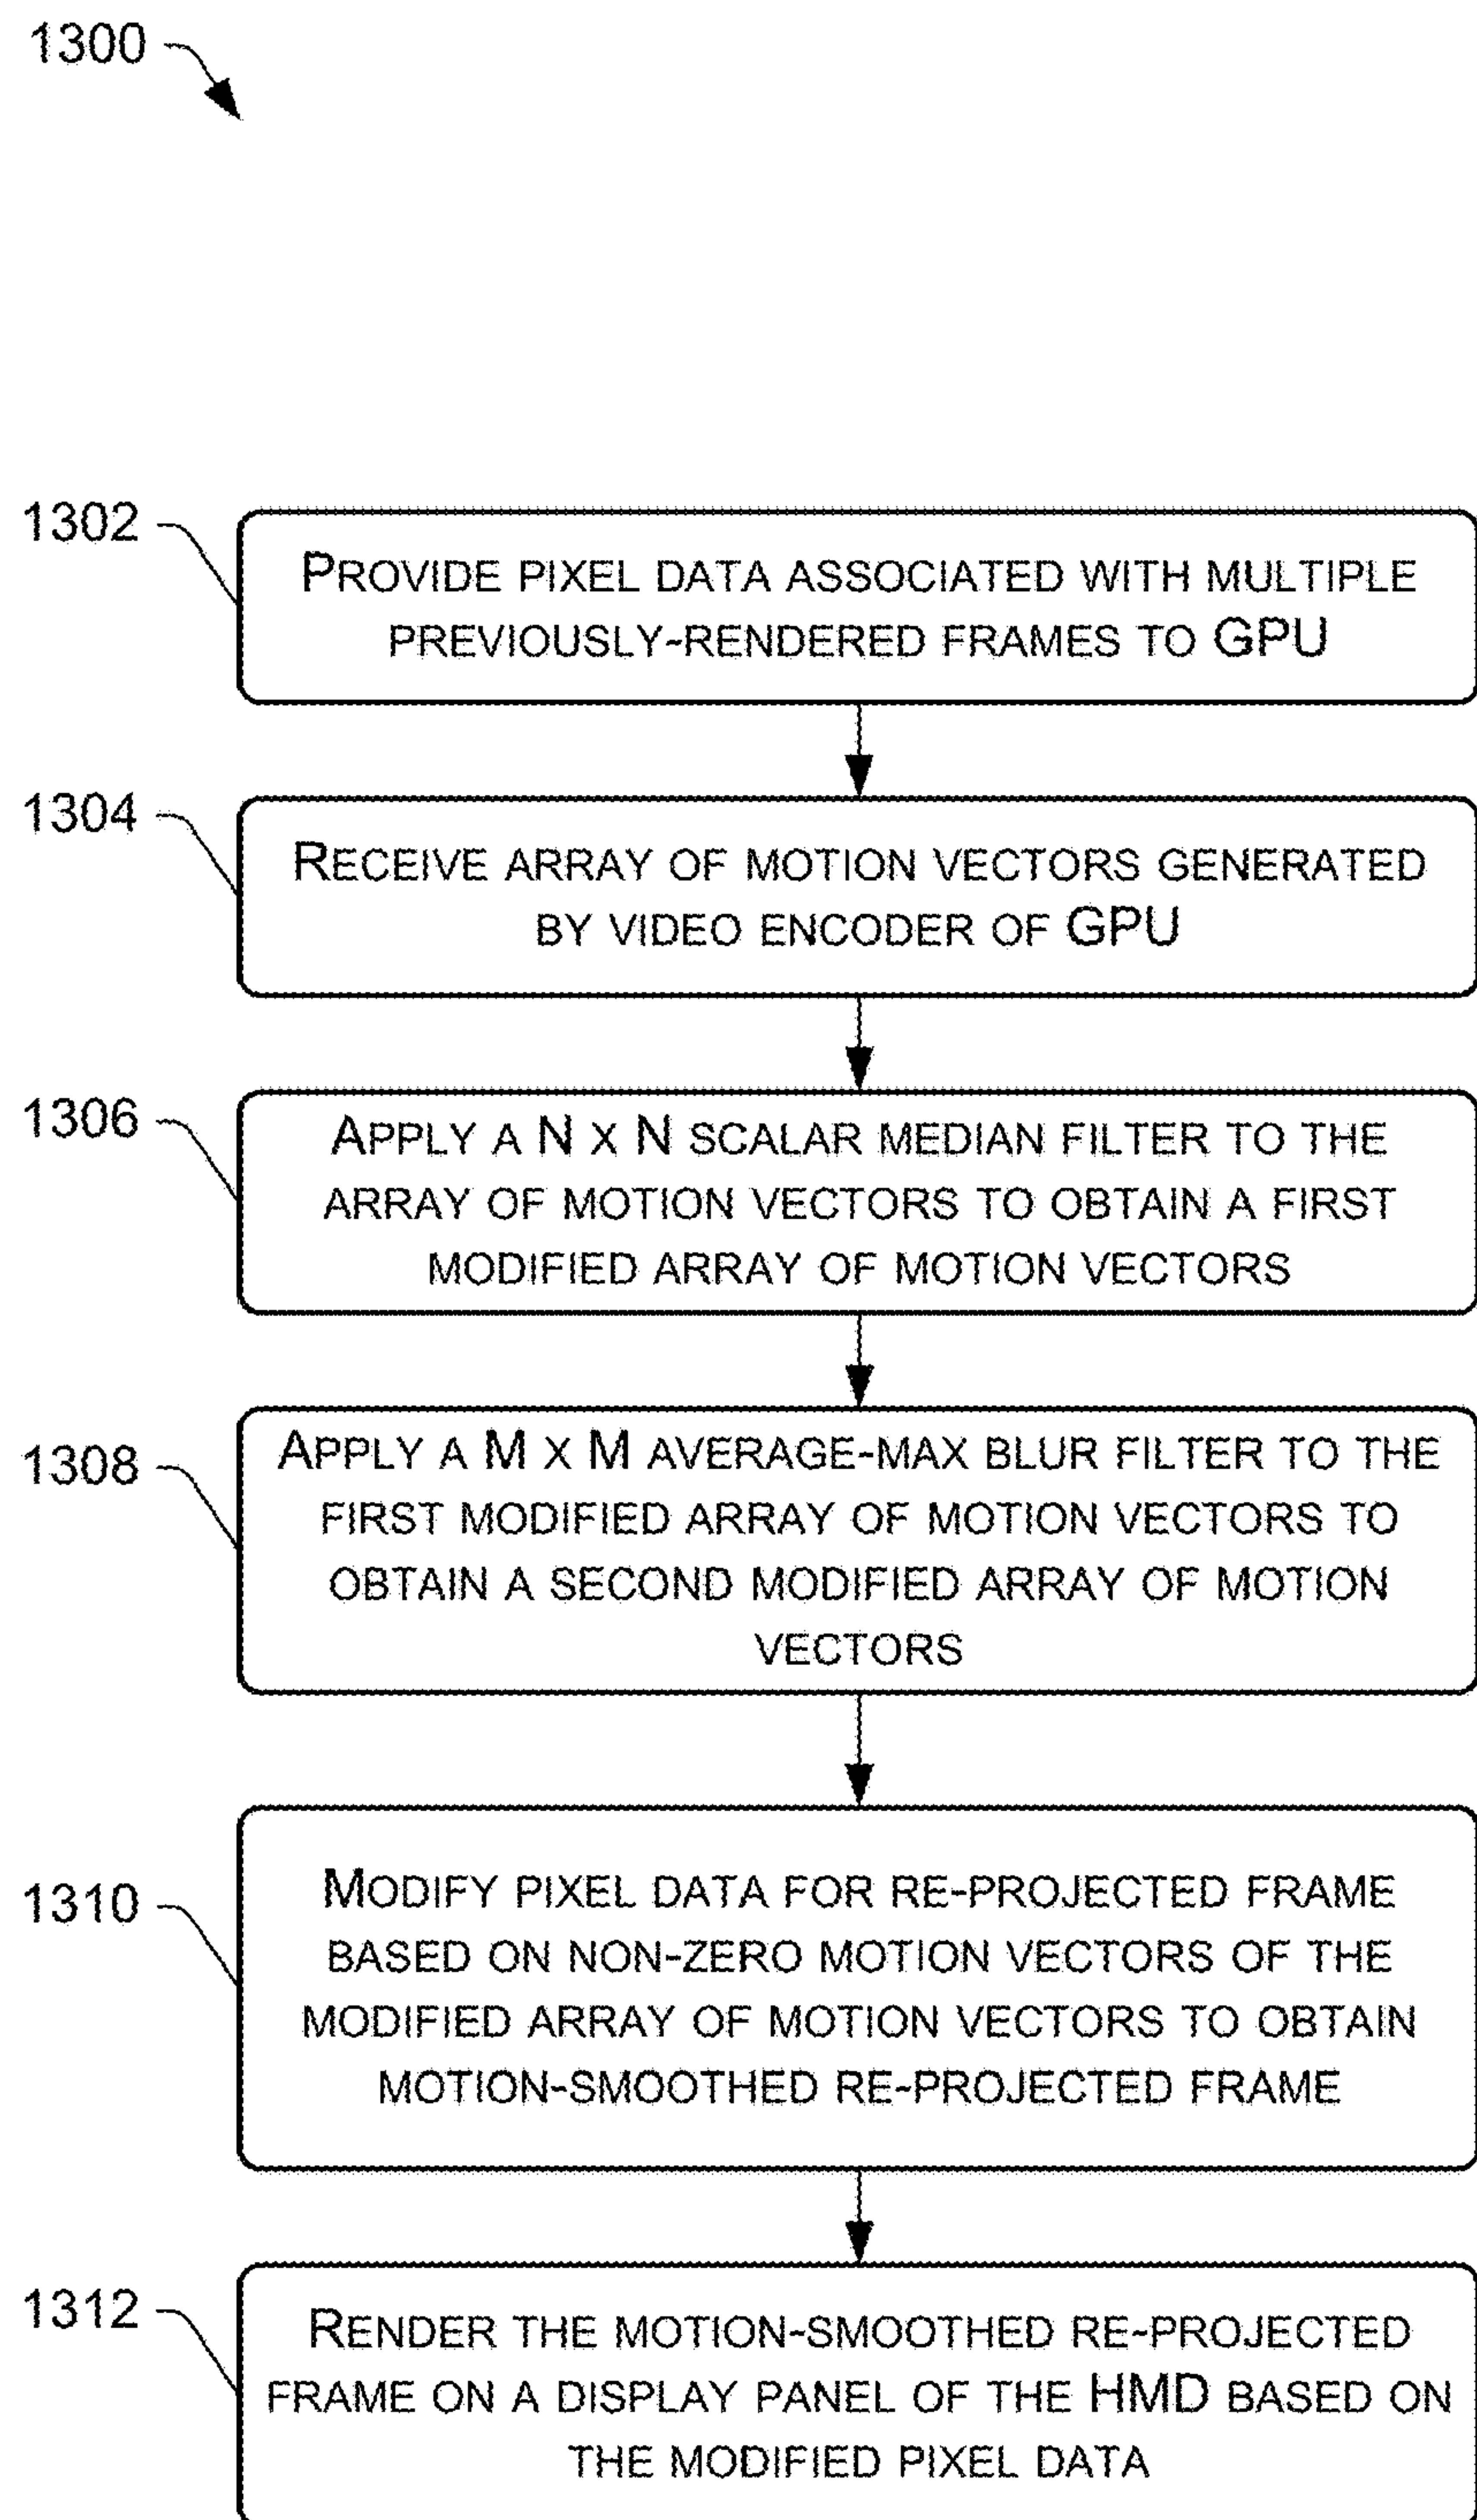 1300
1302
PROVIDE PIXEL DATA ASSOCIATED WITH MULTIPLE
PREVIOUSLY-RENDERED FRAMES TO GPU
1304
RECEIVE ARRAY OF MOTION VECTORS GENERATED
BY VIDEO ENCODER OF GPU
1306
APPLY A N X N SCALAR MEDIAN FILTER TO THE
ARRAY OF MOTION VECTORS TO OBTAIN A FIRST
MODIFIED ARRAY OF MOTION VECTORS
1308
APPLY A M X M AVERAGE-MAX BLUR FILTER TO THE
FIRST MODIFIED ARRAY OF MOTION VECTORS TO
OBTAIN A SECOND MODIFIED ARRAY OF MOTION
VECTORS
1310
MODIFY PIXEL DATA FOR RE-PROJECTED FRAME
BASED ON NON-ZERO MOTION VECTORS OF THE
MODIFIED ARRAY OF MOTION VECTORS TO OBTAIN
MOTION-SMOOTHED RE-PROJECTED FRAME
1312
RENDER THE MOTION-SMOOTHED RE-PROJECTED
FRAME ON A DISPLAY PANEL OF THE HMD BASED ON
THE MODIFIED PIXEL DATA